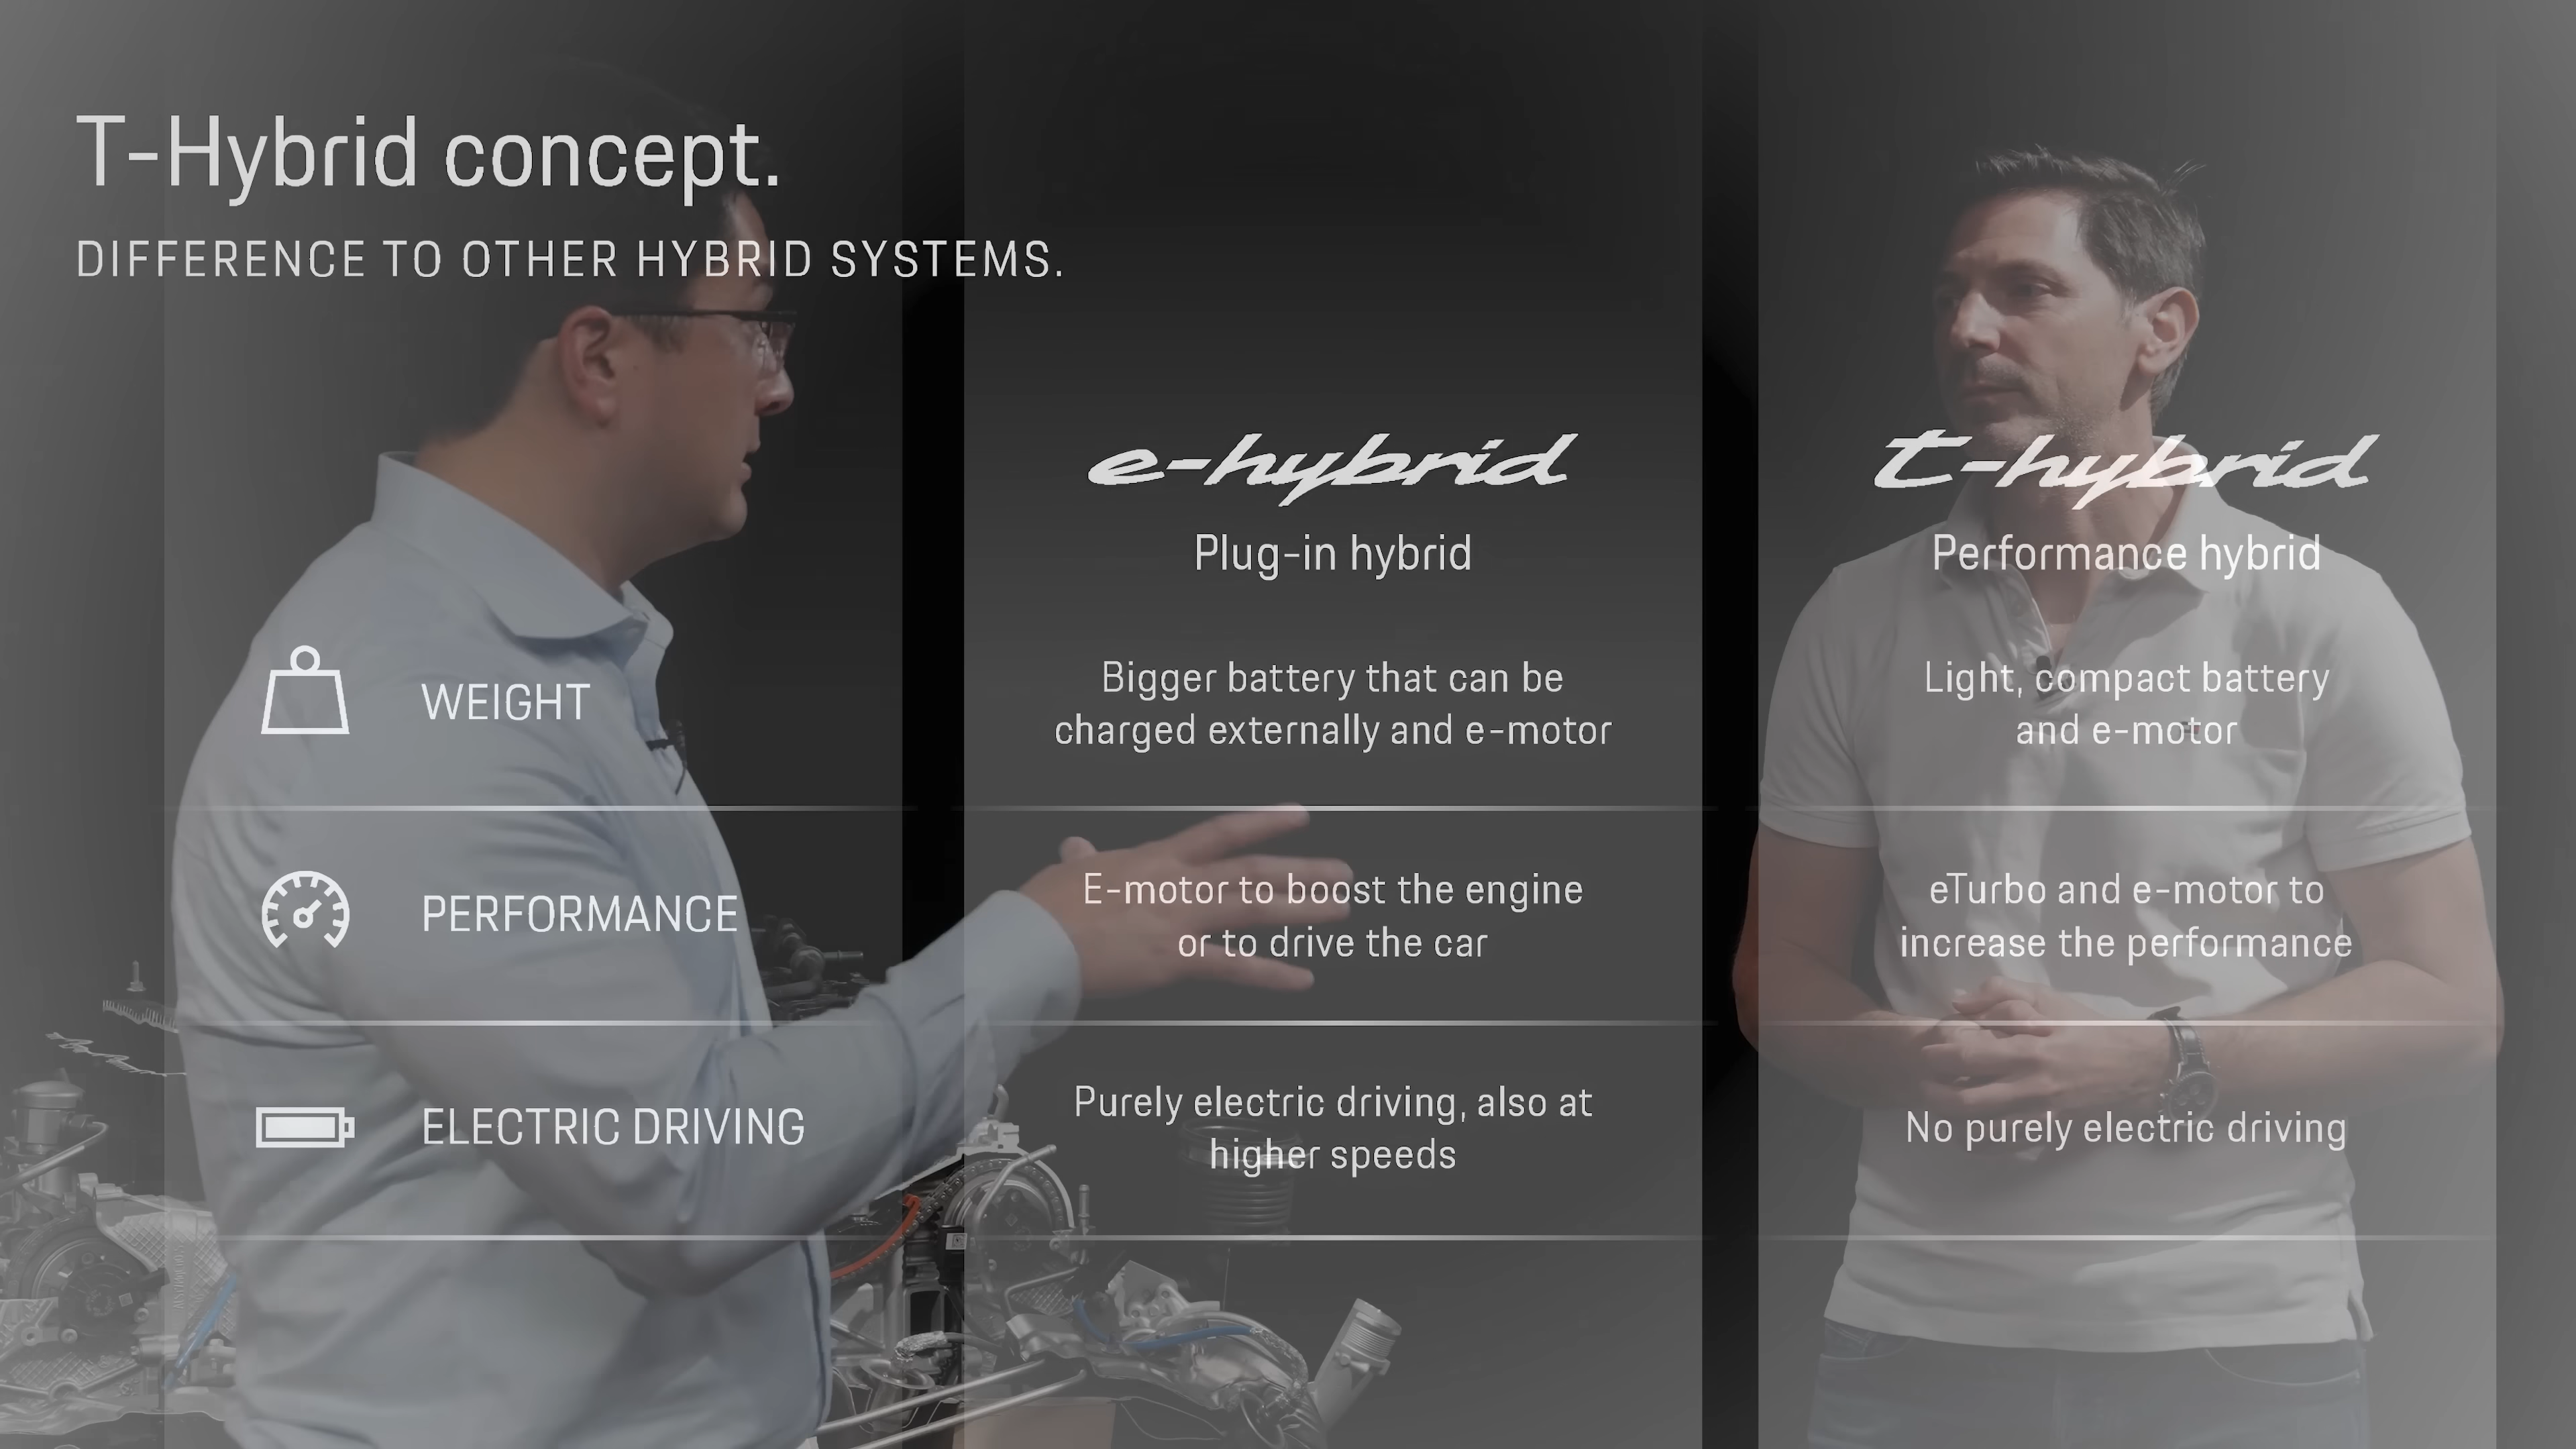 T-Hybrid concept.
DIFFERENCE TO OTHER HYBRID SYSTEMS.
e-hybrid
Plug-in hybrid
t-hybrid
Performance hybrid
WEIGHT
Bigger battery that can be
charged externally and e-motor
Light, compact battery
and e-motor
PERFORMANCE
E-motor to boost the engine
or to drive the car
eTurbo and e-motor to
increase the performance
ELECTRIC DRIVING
Purely electric driving, also at
higher speeds
No purely electric driving